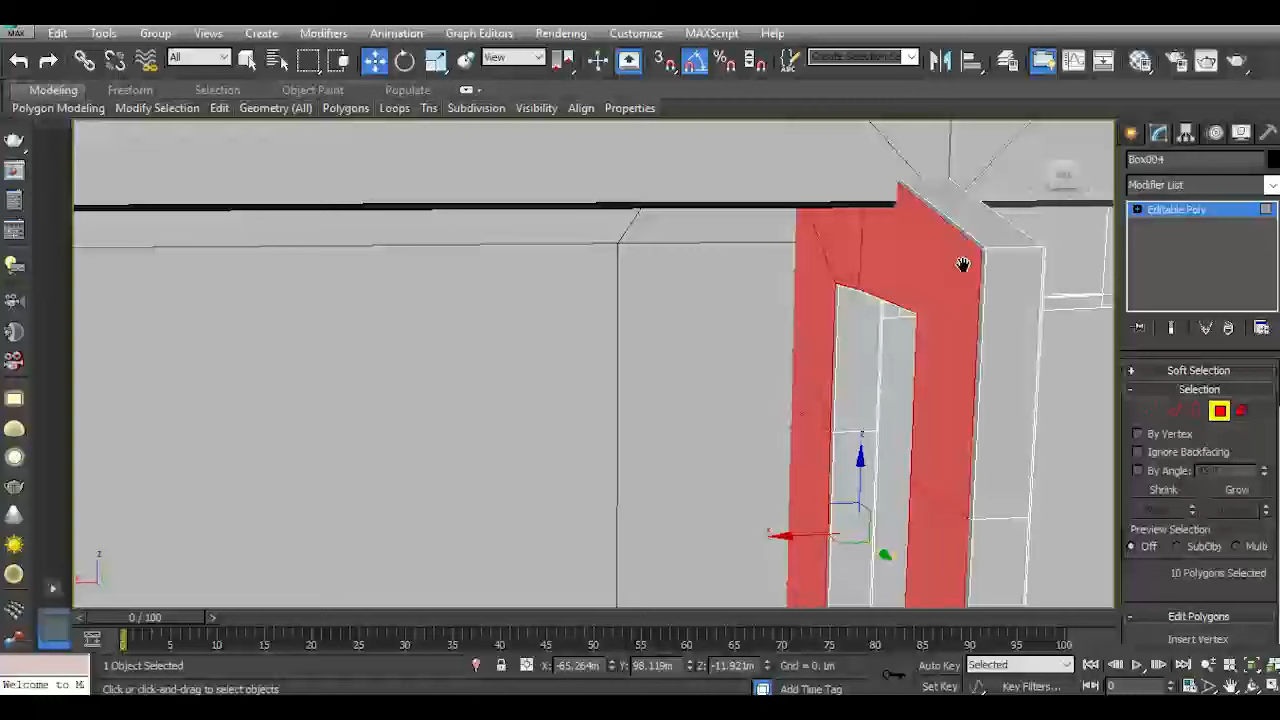 MAX Edit Tools Group Views Create Modifiers Animation Graph Editors Rendering Customize MAXScript Help
All View 3 ABC
Modeling Freeform Selection Object Paint Populate
Polygon Modeling Modify Selection Edit Geometry (All) Polygons Loops Tris Subdivision Visibility Align Properties
Box004
Modifier List
Editable Poly
Soft Selection
Selection
By Vertex
Ignore Backfacing
By Angle:
Shrink Grow
Preview Selection
Off SubObj Multi
10 Polygons Selected
Edit Polygons
Insert Vertex
z
x
z
0 / 100
0 5 10 15 20 25 30 35 40 45 50 55 60 65 70 75 80 85 90 95 100
1 Object Selected X: -65.264m Y: 98.119m Z: -11.921m Grid = 0.1m Auto Key Selected
Welcome to M Click or click-and-drag to select objects Add Time Tag Set Key Key Filters... 0